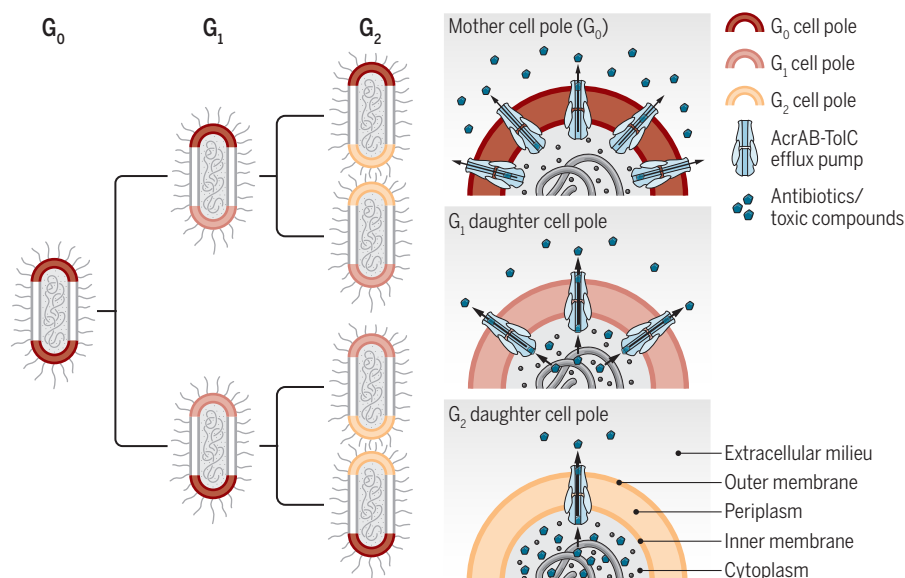 G₀
G₁
G₂
Mother cell pole (G₀)
G₁ daughter cell pole
G₂ daughter cell pole
G₀ cell pole
G₁ cell pole
G₂ cell pole
AcrAB-TolC
efflux pump
Antibiotics/
toxic compounds
Extracellular milieu
Outer membrane
Periplasm
Inner membrane
Cytoplasm